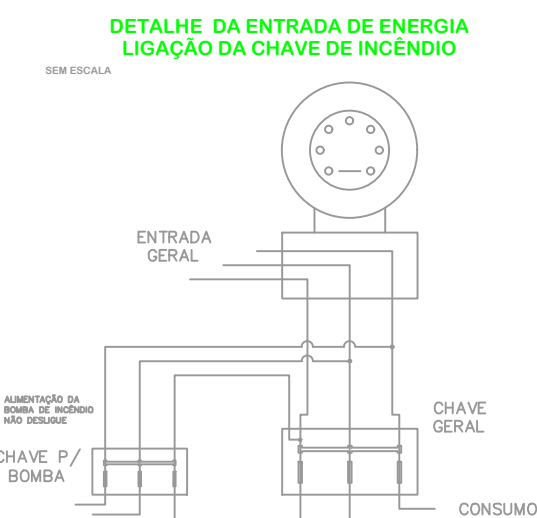 DETALHE DA ENTRADA DE ENERGIA
LIGAÇÃO DA CHAVE DE INCÊNDIO
SEM ESCALA
ENTRADA
GERAL
ALIMENTAÇÃO DA
BOMBA DE INCÊNDIO
NÃO DESLIGUE
CHAVE
GERAL
CHAVE P/
BOMBA
CONSUMO